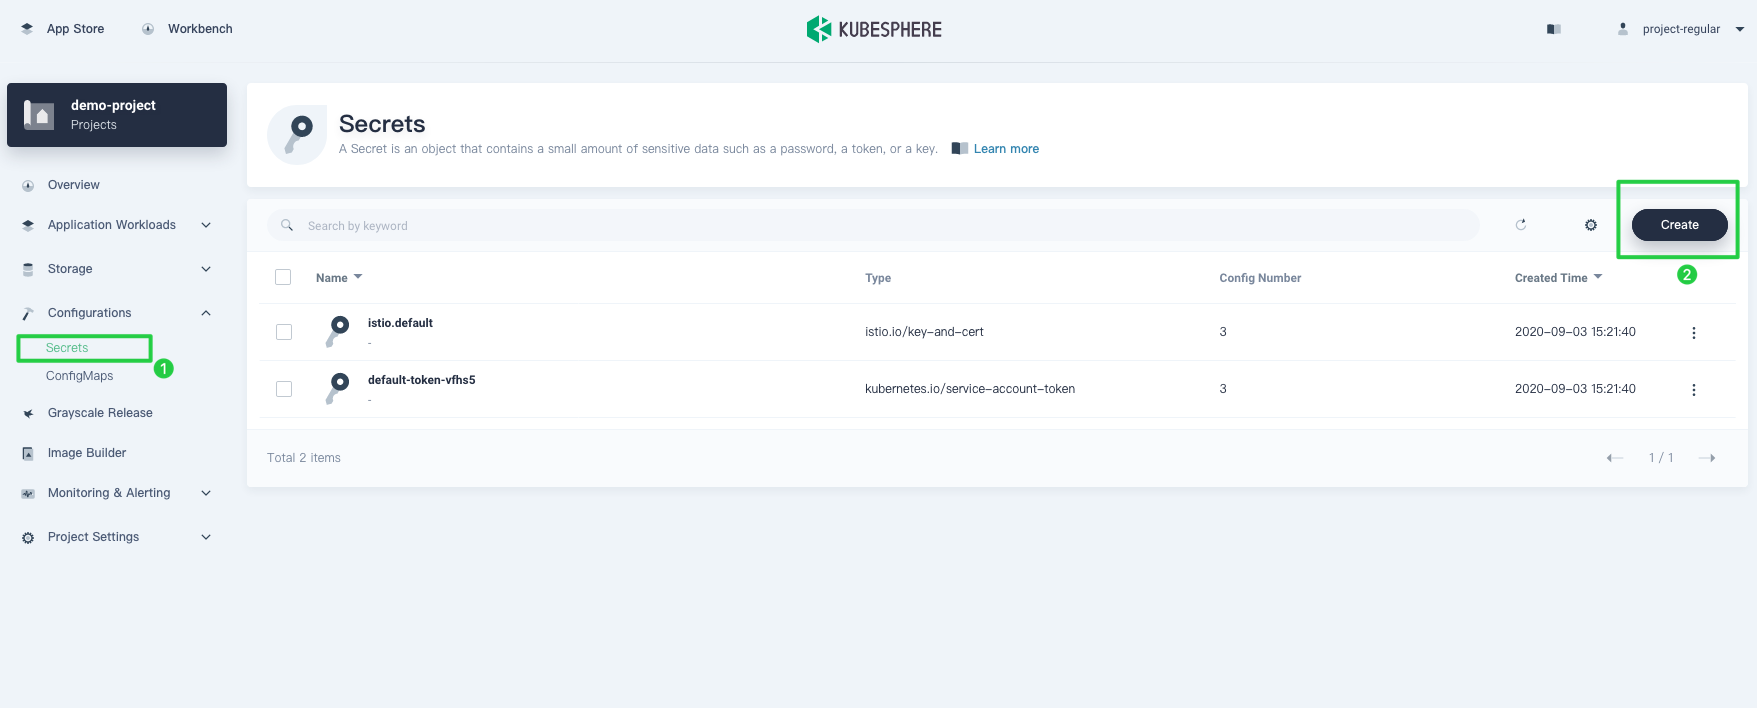 App Store
Workbench
KUBESPHERE
project-regular
demo-project
Projects
Overview
Application Workloads
Storage
Configurations
Secrets
1
ConfigMaps
Grayscale Release
Image Builder
Monitoring & Alerting
Project Settings
Secrets
A Secret is an object that contains a small amount of sensitive data such as a password, a token, or a key. Learn more
Search by keyword
Create
2
Name Type Config Number Created Time
istio.default
-
istio.io/key-and-cert 3 2020-09-03 15:21:40
default-token-vfhs5
-
kubernetes.io/service-account-token 3 2020-09-03 15:21:40
Total 2 items
1 / 1